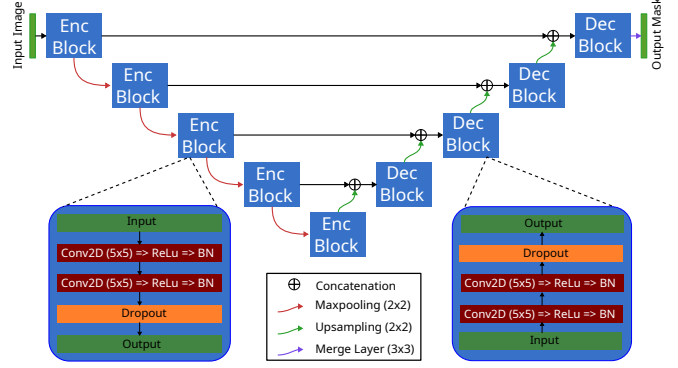 Input Image
Enc
Block
Dec
Block
Output Mask
Enc
Block
Dec
Block
Enc
Block
Dec
Block
Enc
Block
Dec
Block
Enc
Block
Input
Conv2D (5x5) => ReLu => BN
Conv2D (5x5) => ReLu => BN
Dropout
Output
Concatenation
Maxpooling (2x2)
Upsampling (2x2)
Merge Layer (3x3)
Output
Dropout
Conv2D (5x5) => ReLu => BN
Conv2D (5x5) => ReLu => BN
Input